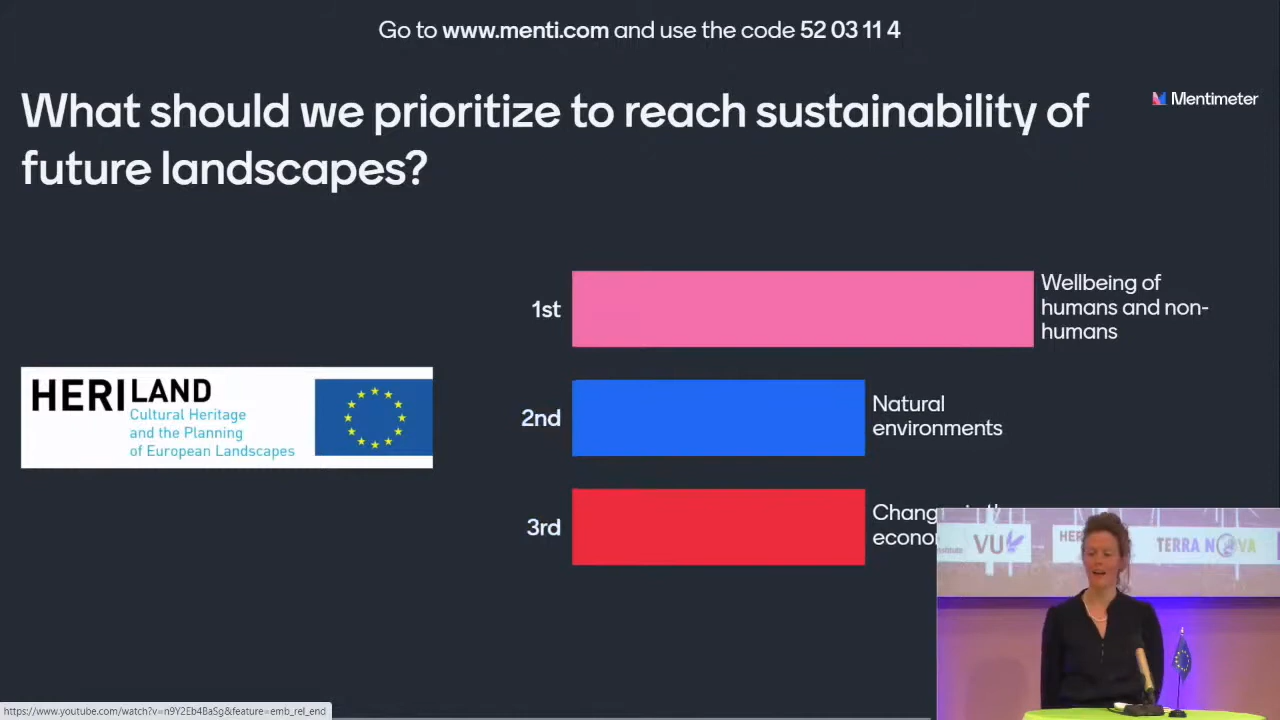 Go to www.menti.com and use the code 52 03 11 4
What should we prioritize to reach sustainability of
future landscapes?
Mentimeter
1st
Wellbeing of
humans and non-
humans
HERILAND
Cultural Heritage
and the Planning
of European Landscapes
2nd
Natural
environments
3rd
VU
TERRA NOVA
https://www.youtube.com/watch?v=n9Y2Eb4BaSg&feature=emb_rel_end